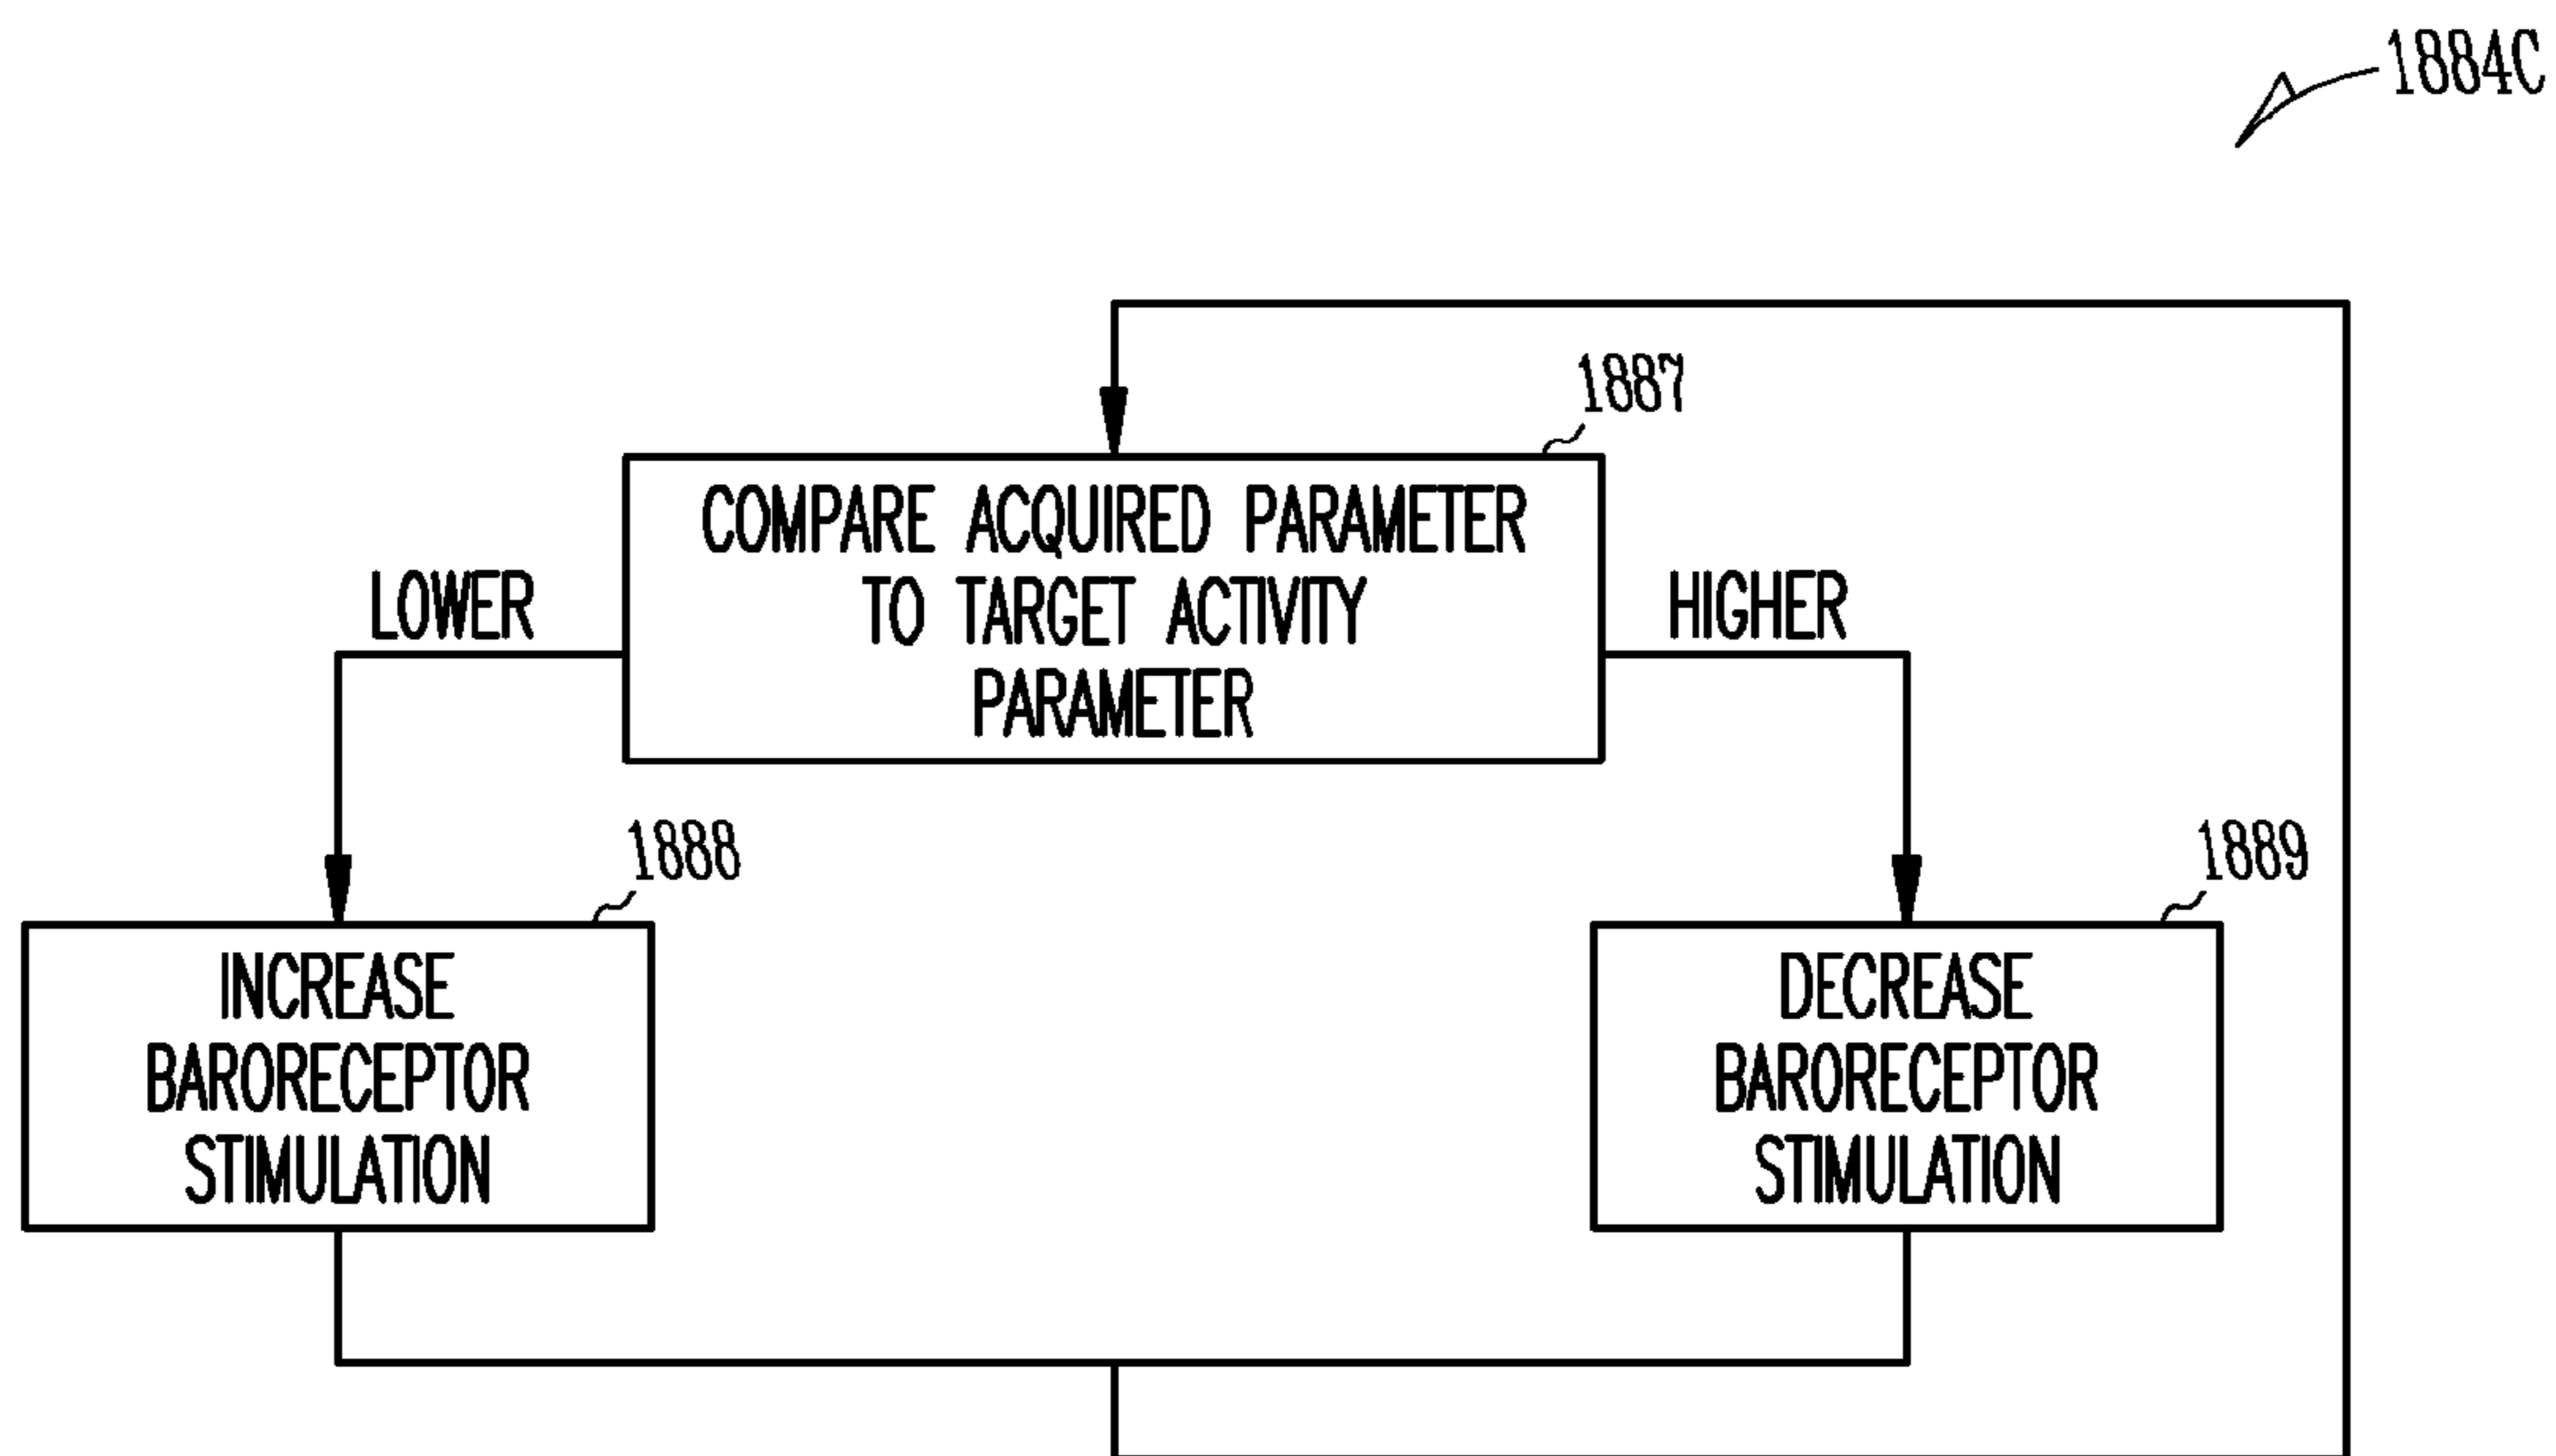 1884C
1887
COMPARE ACQUIRED PARAMETER
TO TARGET ACTIVITY
PARAMETER
LOWER
HIGHER
1888
INCREASE
BARORECEPTOR
STIMULATION
1889
DECREASE
BARORECEPTOR
STIMULATION